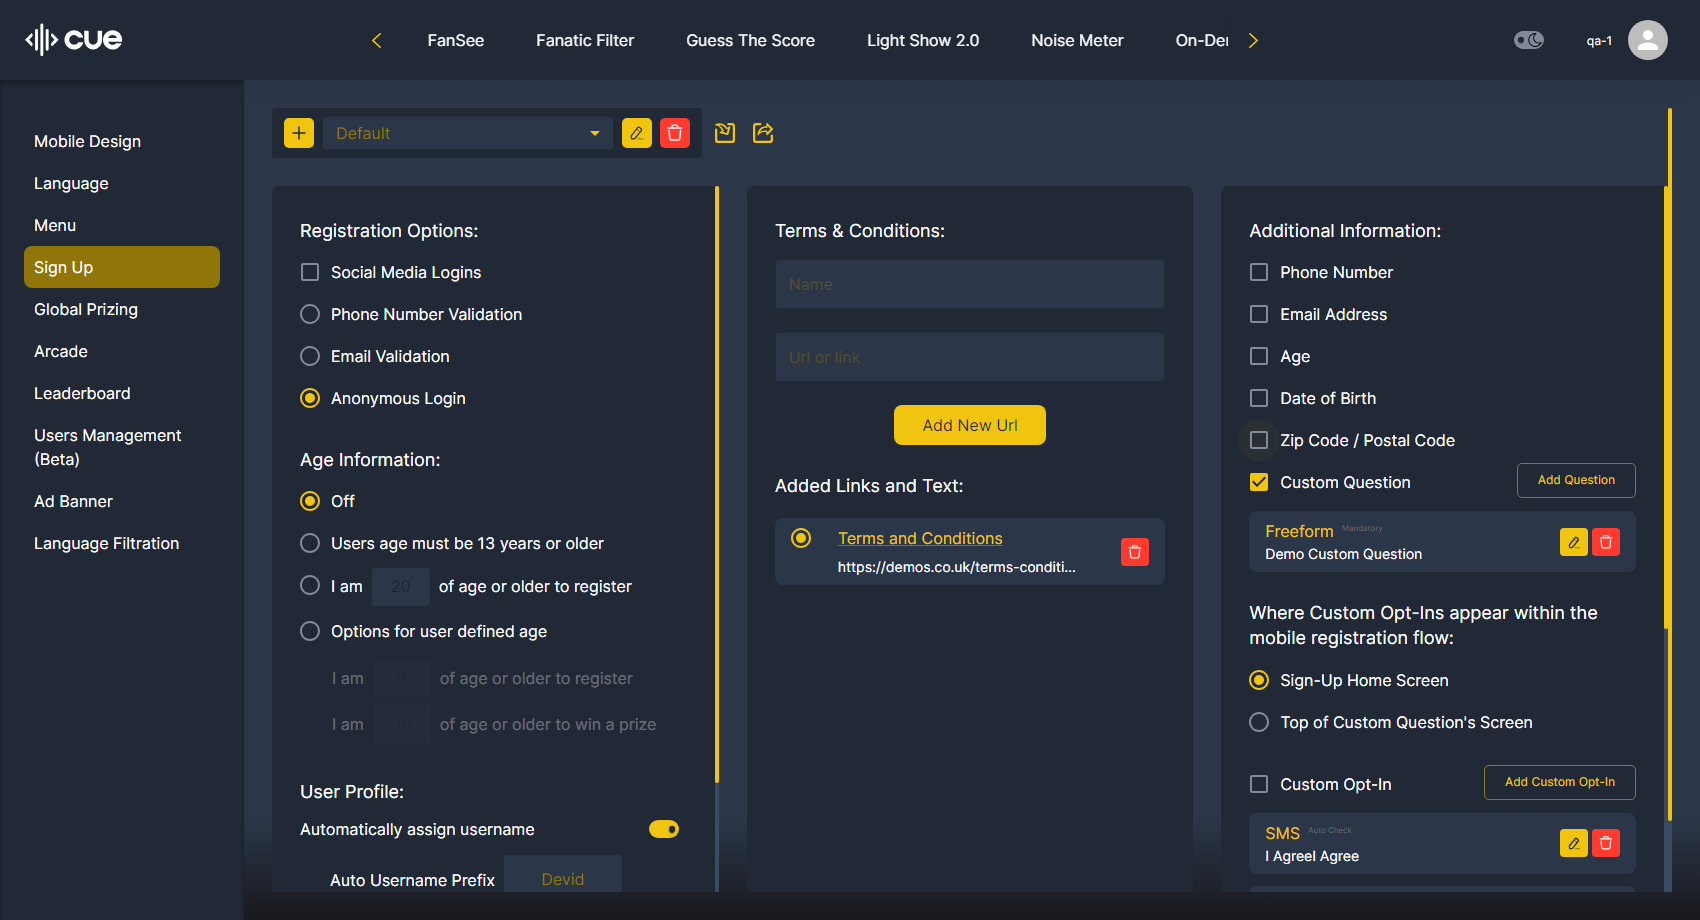 cue
FanSee
Fanatic Filter
Guess The Score
Light Show 2.0
Noise Meter
On-De
qa-1
Mobile Design
Language
Menu
Sign Up
Global Prizing
Arcade
Leaderboard
Users Management
(Beta)
Ad Banner
Language Filtration
Default
Registration Options:
Social Media Logins
Phone Number Validation
Email Validation
Anonymous Login
Age Information:
Off
Users age must be 13 years or older
I am 20 of age or older to register
Options for user defined age
I am 20 of age or older to register
I am 30 of age or older to win a prize
User Profile:
Automatically assign username
Auto Username Prefix Devid
Terms & Conditions:
Name
Url or link
Add New Url
Added Links and Text:
Terms and Conditions
https://demos.co.uk/terms-conditi...
Additional Information:
Phone Number
Email Address
Age
Date of Birth
Zip Code / Postal Code
Custom Question
Add Question
Freeform Mandatory
Demo Custom Question
Where Custom Opt-Ins appear within the
mobile registration flow:
Sign-Up Home Screen
Top of Custom Question's Screen
Custom Opt-In
Add Custom Opt-In
SMS Auto Check
I AgreeI Agree